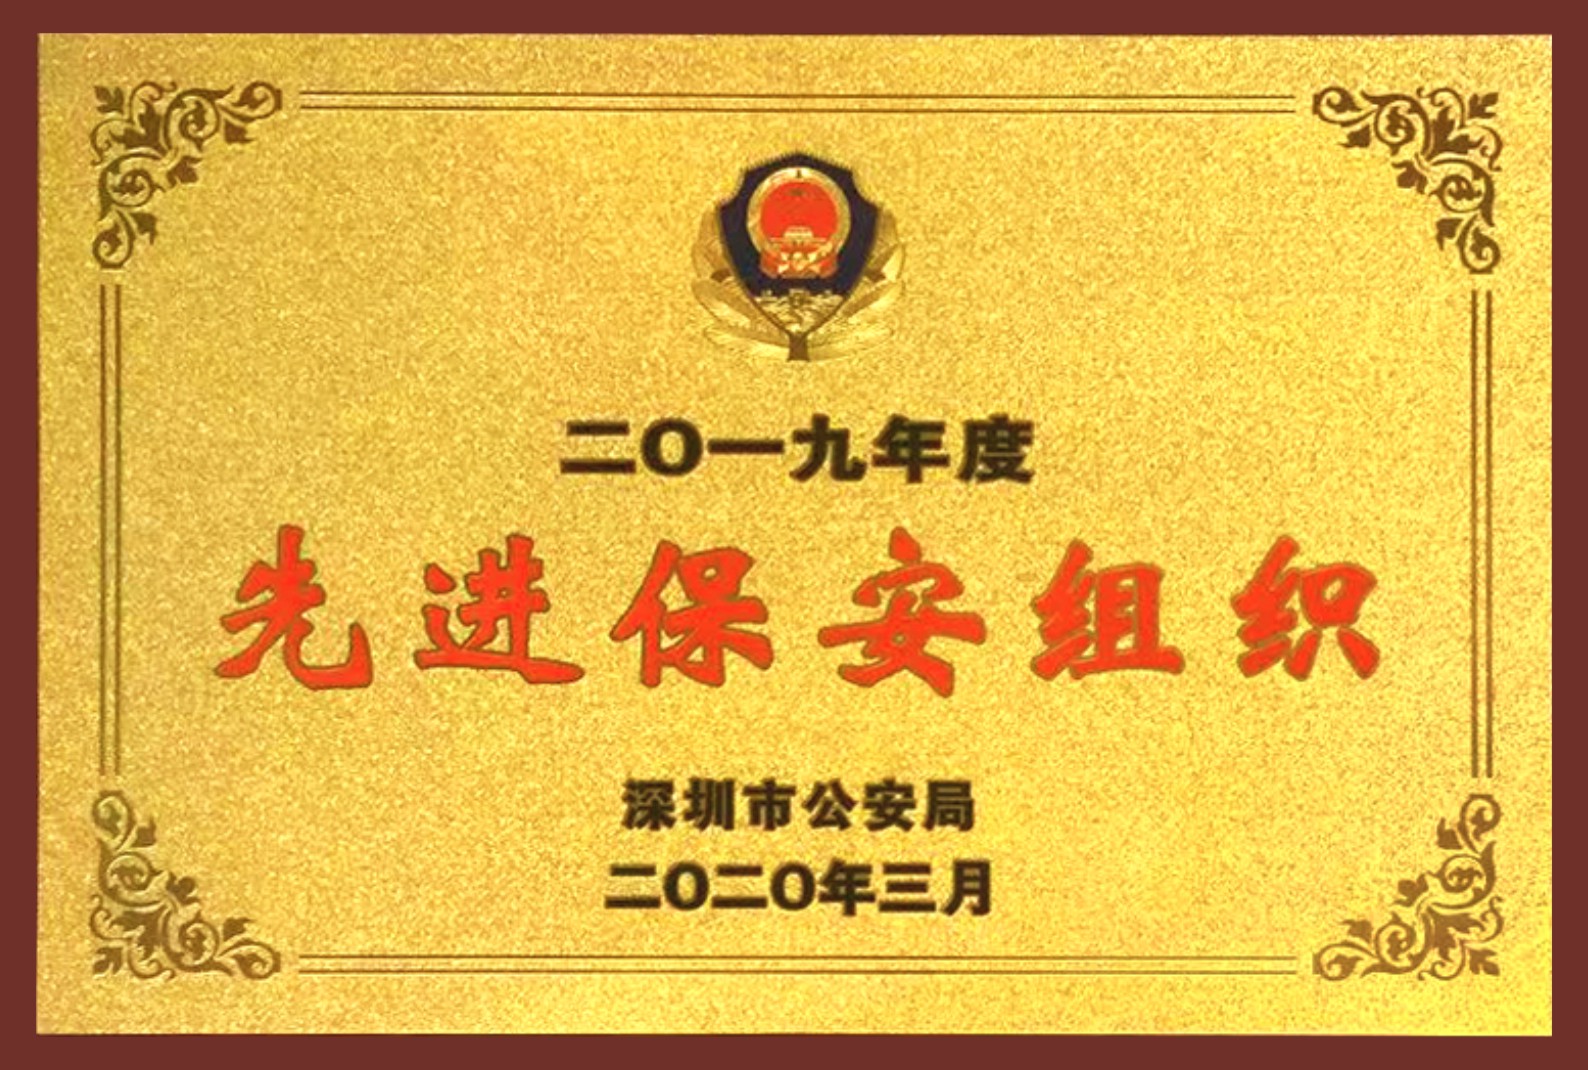 二〇一九年度
先进保安组织
深圳市公安局
二〇二〇年三月